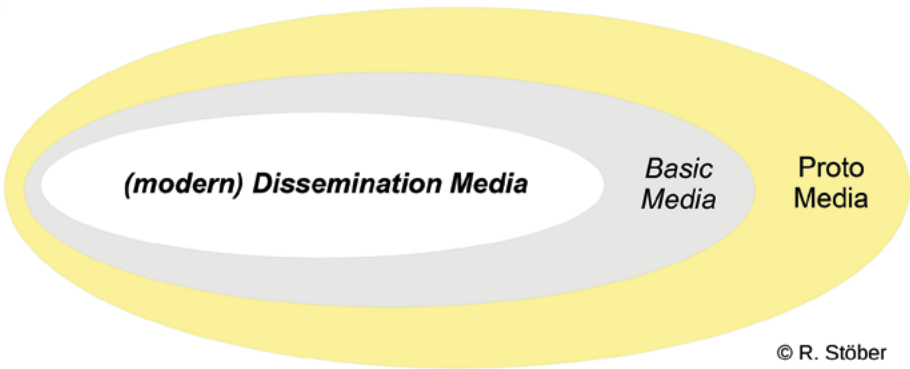 (modern) Dissemination Media
Basic
Media
Proto
Media
© R. Stöber